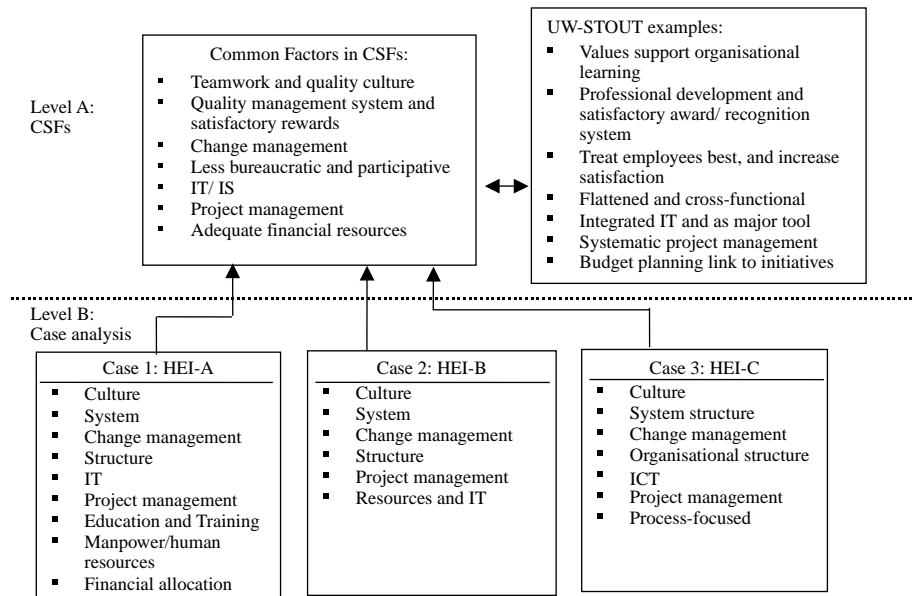 Level A:
CSFs
Common Factors in CSFs:
▪ Teamwork and quality culture
▪ Quality management system and
satisfactory rewards
▪ Change management
▪ Less bureaucratic and participative
▪ IT/ IS
▪ Project management
▪ Adequate financial resources
UW-STOUT examples:
▪ Values support organisational
learning
▪ Professional development and
satisfactory award/ recognition
system
▪ Treat employees best, and increase
satisfaction
▪ Flattened and cross-functional
▪ Integrated IT and as major tool
▪ Systematic project management
▪ Budget planning link to initiatives
Level B:
Case analysis
Case 1: HEI-A
▪ Culture
▪ System
▪ Change management
▪ Structure
▪ IT
▪ Project management
▪ Education and Training
▪ Manpower/human
resources
▪ Financial allocation
Case 2: HEI-B
▪ Culture
▪ System
▪ Change management
▪ Structure
▪ Project management
▪ Resources and IT
Case 3: HEI-C
▪ Culture
▪ System structure
▪ Change management
▪ Organisational structure
▪ ICT
▪ Project management
▪ Process-focused